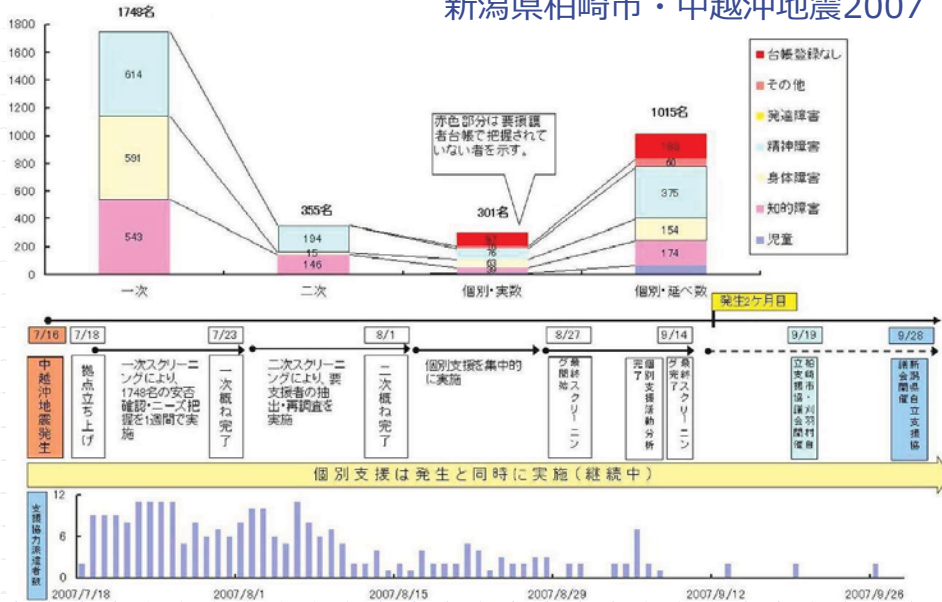 新潟県柏崎市・中越沖地震2007
1748名
1800
1600
1400
1200
1000
800
600
400
200
0
614
591
543
355名
194
15
146
301名
76
63
39
1015名
60
375
154
174
赤色部分は要援護
者台帳で把握されて
いない者を示す。
台帳登録なし
その他
発達障害
精神障害
身体障害
知的障害
児童
一次
二次
個別・実数
個別・延べ数
発生2ヶ月目
7/16
7/18
7/23
8/1
8/27
9/14
9/19
9/28
中越沖地震発生
拠点立ち上げ
一次スクリーニ
ングにより、
1748名の安否
確認・ニーズ把
握を1週間で実
施
一次概ね完了
二次スクリーニ
ングにより、要
支援者の抽
出・再調査を
実施
二次概ね完了
個別支援を集中的
に実施
最終スクリーニン
グ開始
個別支援活動分析
完了
最終スクリーニン
グ完了
柏崎市・刈羽村自
立支援協議会開催
新潟県自立支援協
議会開催
個別支援は発生と同時に実施(継続中)
支援協力派遣者数
12
6
0
2007/7/18
2007/8/1
2007/8/15
2007/8/29
2007/9/12
2007/9/26